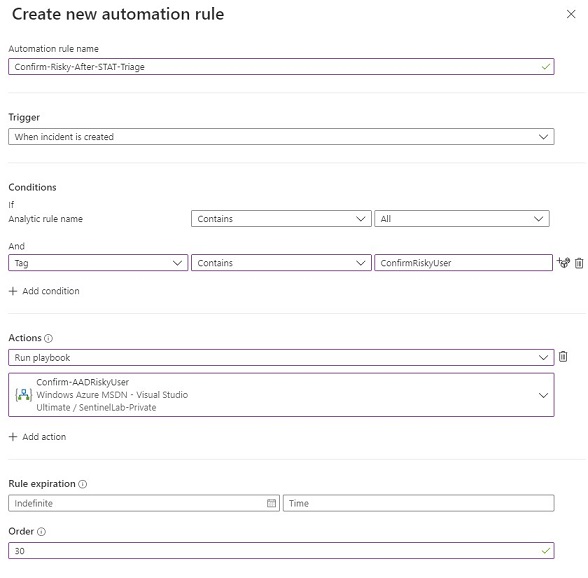 Create new automation rule
Automation rule name
Confirm-Risky-After-STAT-Triage
Trigger
When incident is created
Conditions
If
Analytic rule name Contains All
And
Tag Contains ConfirmRiskyUser
+ Add condition
Actions
Run playbook
Confirm-AADRiskyUser
Windows Azure MSDN - Visual Studio
Ultimate / SentinelLab-Private
+ Add action
Rule expiration
Indefinite Time
Order
30